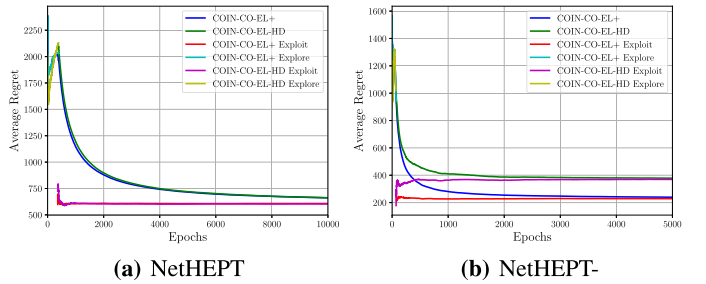 COIN-CO-EL+
COIN-CO-EL-HD
COIN-CO-EL+ Exploit
COIN-CO-EL+ Explore
COIN-CO-EL-HD Exploit
COIN-CO-EL-HD Explore
2250
2000
1750
1500
1250
1000
750
500
Average Regret
0 2000 4000 6000 8000 10000
Epochs
(a) NetHEPT
COIN-CO-EL+
COIN-CO-EL-HD
COIN-CO-EL+ Exploit
COIN-CO-EL+ Explore
COIN-CO-EL-HD Exploit
COIN-CO-EL-HD Explore
1600
1400
1200
1000
800
600
400
200
Average Regret
0 1000 2000 3000 4000 5000
Epochs
(b) NetHEPT-